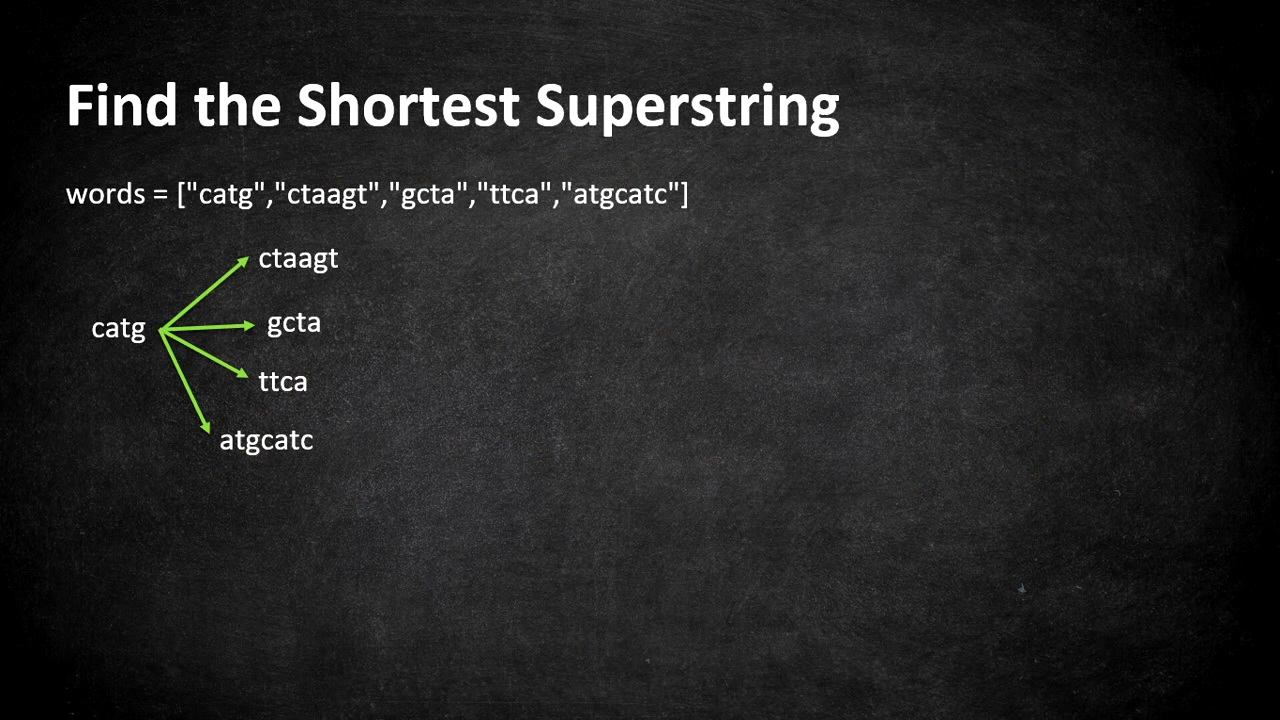 Find the Shortest Superstring
words = ["catg","ctaagt","gcta","ttca","atgcatc"]
ctaagt
catg
gcta
ttca
atgcatc